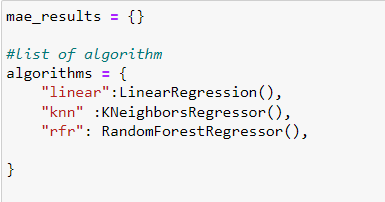 mae_results = {}
#list of algorithm
algorithms = {
"linear":LinearRegression(),
"knn" :KNeighborsRegressor(),
"rfr": RandomForestRegressor(),
}